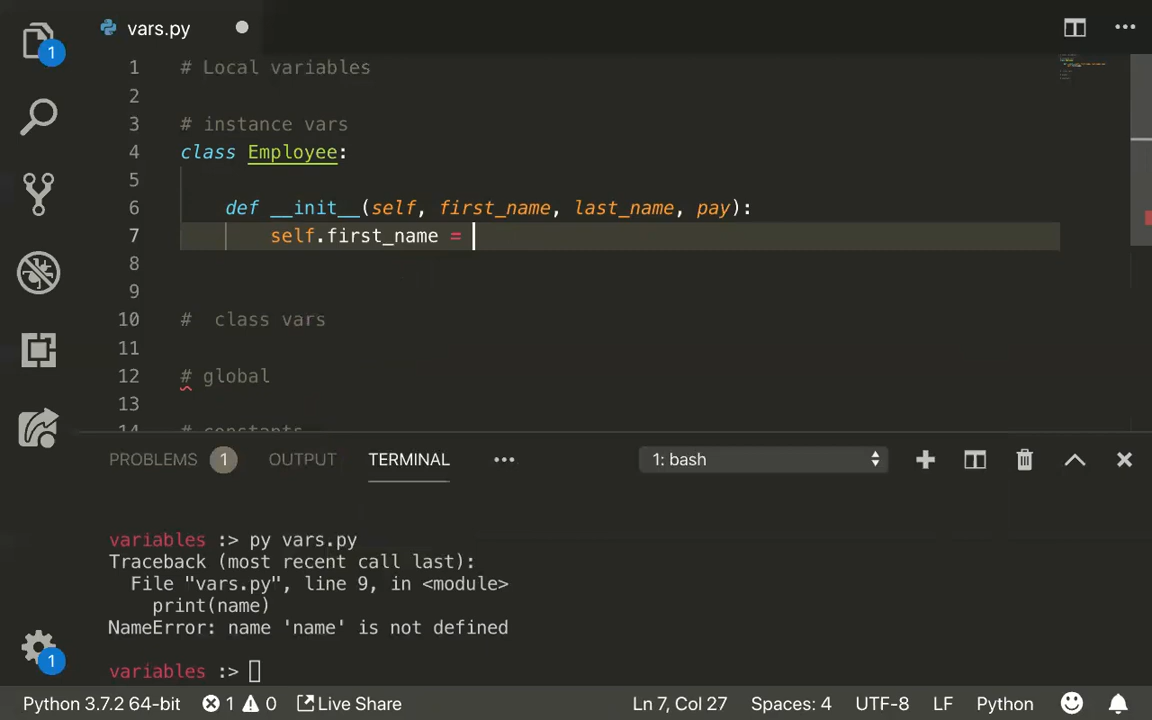 vars.py
1 # Local variables
2
3 # instance vars
4 class Employee:
5
6 def __init__(self, first_name, last_name, pay):
7 self.first_name =
8
9
10 #  class vars
11
12 # global
13
14 # constants
PROBLEMS 1 OUTPUT TERMINAL ••• 1: bash
variables :> py vars.py
Traceback (most recent call last):
File "vars.py", line 9, in <module>
print(name)
NameError: name 'name' is not defined
variables :>
1
1
Python 3.7.2 64-bit 1 0 Live Share Ln 7, Col 27 Spaces: 4 UTF-8 LF Python